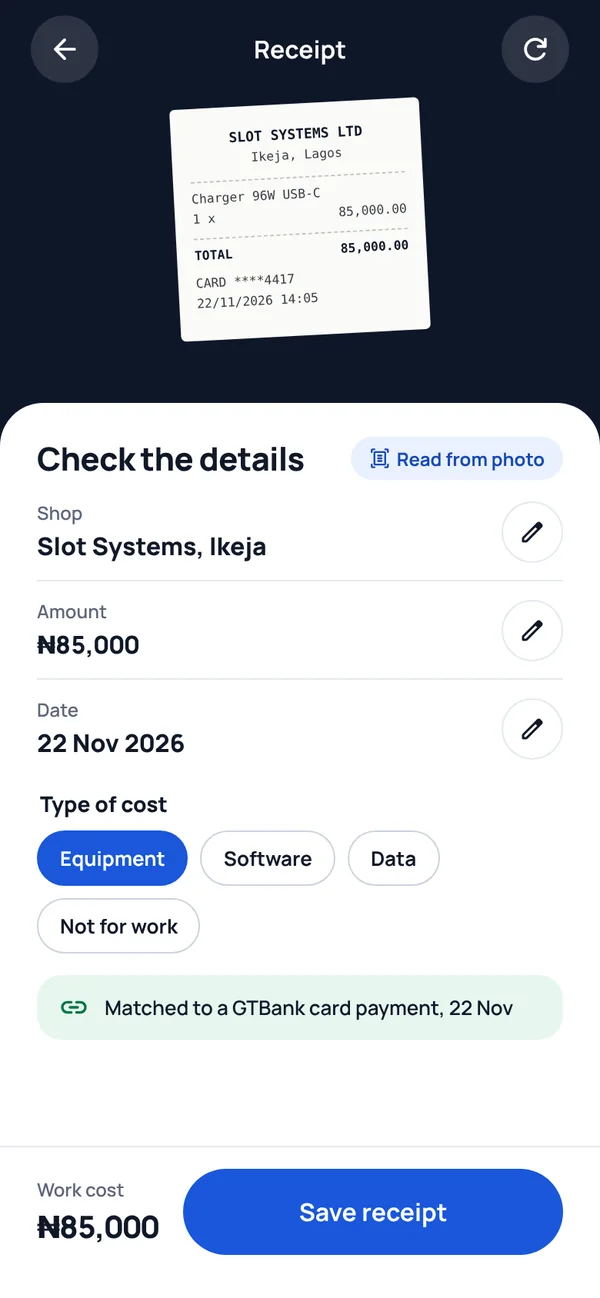 Receipt
SLOT SYSTEMS LTD
Ikeja, Lagos
Charger 96W USB-C
1 x 85,000.00
TOTAL 85,000.00
CARD ****4417
22/11/2026 14:05
Check the details
Read from photo
Shop
Slot Systems, Ikeja
Amount
₦85,000
Date
22 Nov 2026
Type of cost
Equipment
Software
Data
Not for work
Matched to a GTBank card payment, 22 Nov
Work cost
₦85,000
Save receipt